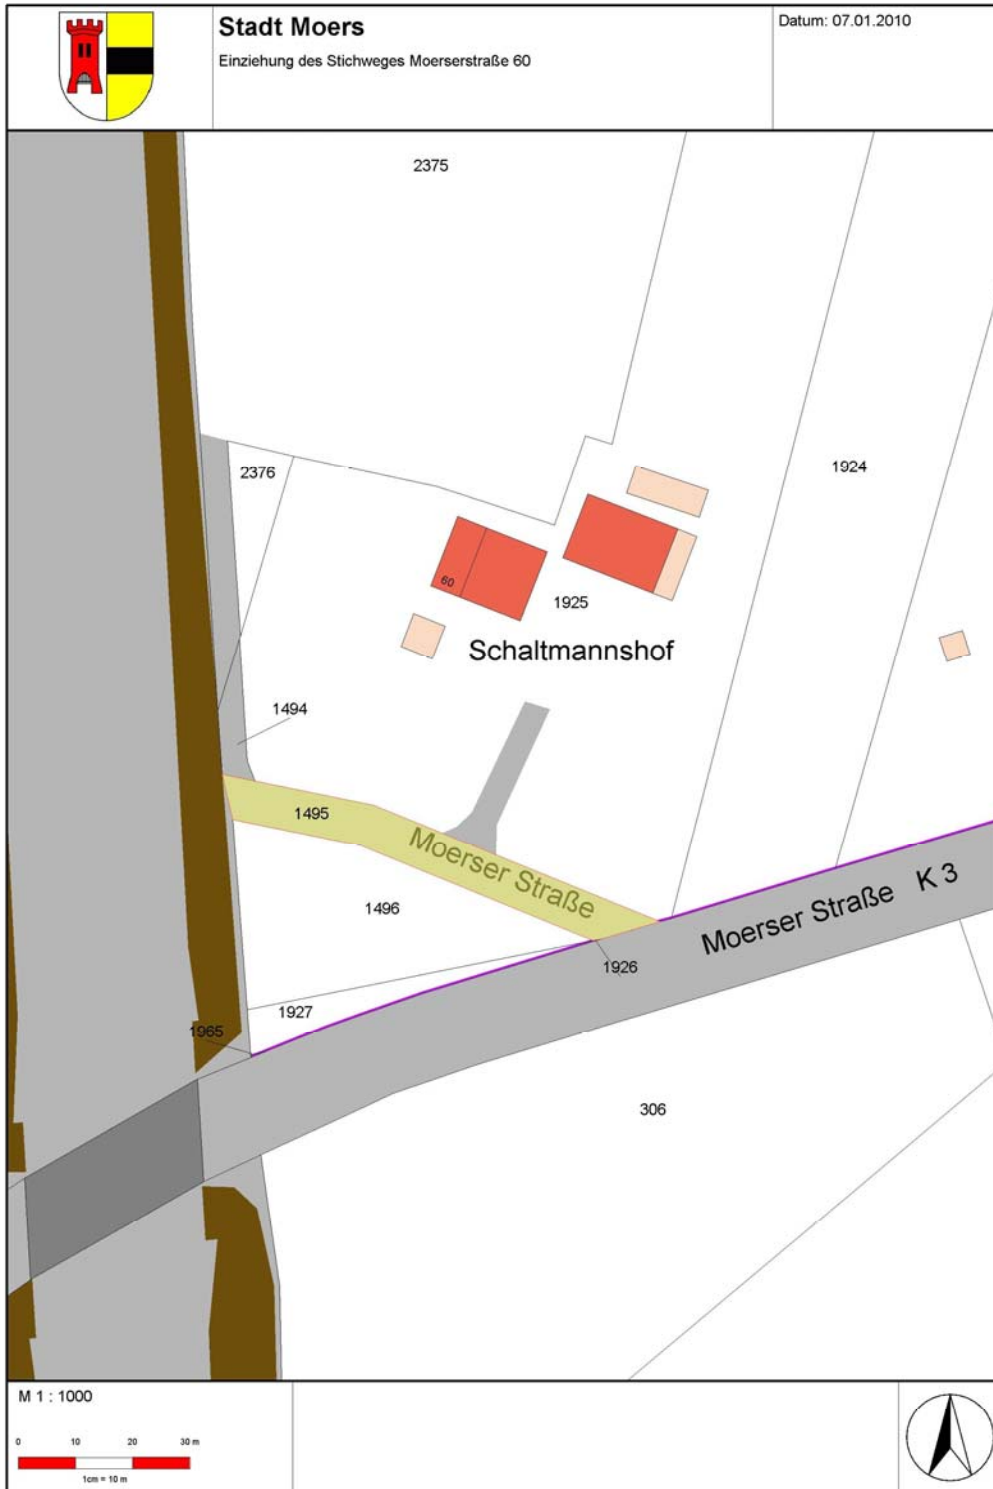 Stadt Moers
Einziehung des Stichweges Moerserstraße 60
Datum: 07.01.2010
2375
2376
1924
60
1925
Schaltmannshof
1494
1495
Moerser Straße
1496
Moerser Straße K 3
1926
1927
1965
306
M 1 : 1000
0 10 20 30 m
1cm = 10 m